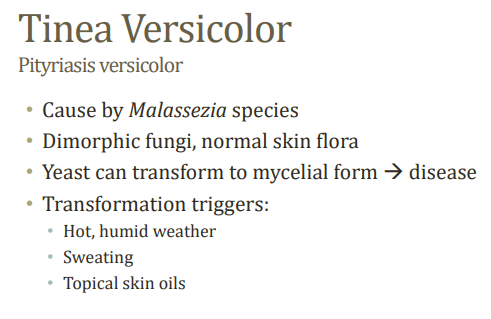 Tinea Versicolor
Pityriasis versicolor
• Cause by Malassezia species
• Dimorphic fungi, normal skin flora
• Yeast can transform to mycelial form → disease
• Transformation triggers:
• Hot, humid weather
• Sweating
• Topical skin oils